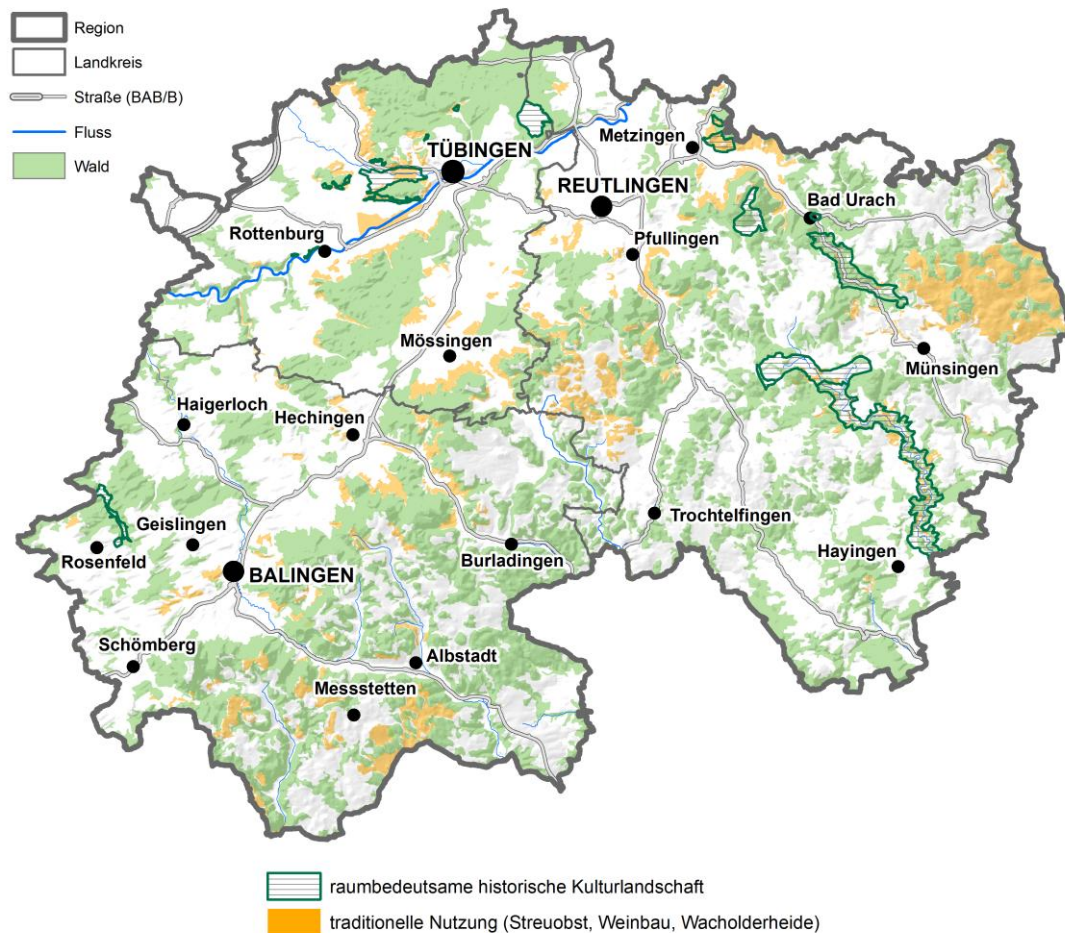 Region
Landkreis
Straße (BAB/B)
Fluss
Wald
TÜBINGEN
Metzingen
REUTLINGEN
Bad Urach
Rottenburg
Pfullingen
Mössingen
Münsingen
Haigerloch
Hechingen
Trochtelfingen
Geislingen
Rosenfeld
Burladingen
Hayingen
BALINGEN
Schömberg
Albstadt
Messstetten
raumbedeutsame historische Kulturlandschaft
traditionelle Nutzung (Streuobst, Weinbau, Wacholderheide)